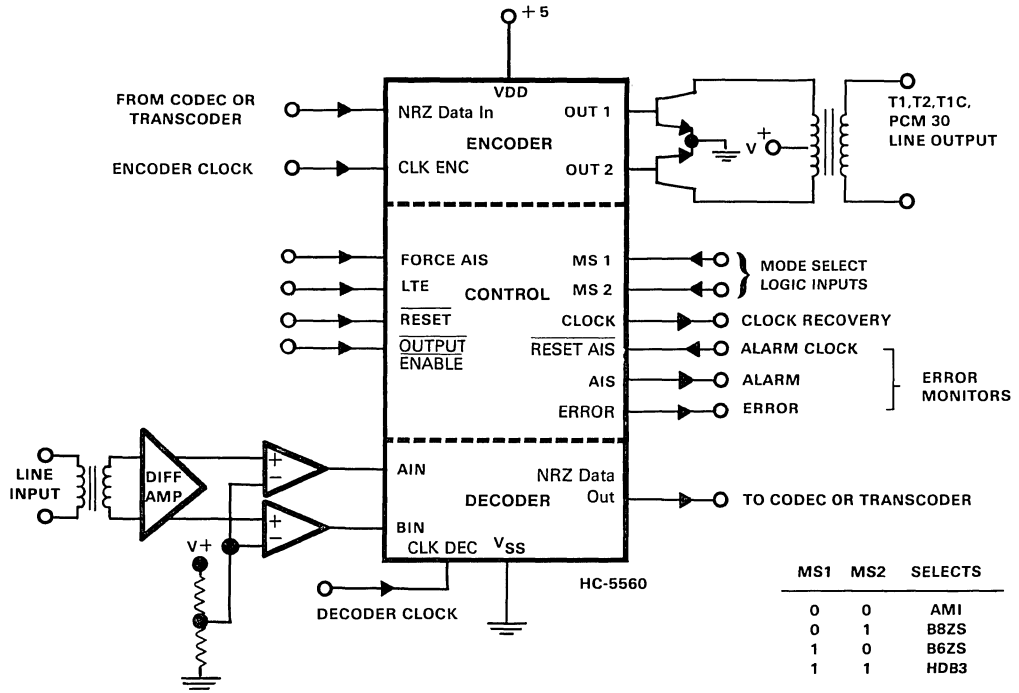 + 5
VDD
FROM CODEC OR
TRANSCODER
NRZ Data In
ENCODER
ENCODER CLOCK
CLK ENC
OUT 1
OUT 2
V +
T1,T2,T1C,
PCM 30
LINE OUTPUT
FORCE AIS
LTE
CONTROL
RESET
OUTPUT
ENABLE
MS 1
MS 2
MODE SELECT
LOGIC INPUTS
CLOCK
CLOCK RECOVERY
RESET AIS
ALARM CLOCK
AIS
ALARM
ERROR
ERROR
ERROR
MONITORS
LINE
INPUT
DIFF
AMP
+
−
+
−
V+
AIN
BIN
DECODER
NRZ Data
Out
TO CODEC OR TRANSCODER
CLK DEC
VSS
HC-5560
DECODER CLOCK
MS1 MS2 SELECTS
0 0 AMI
0 1 B8ZS
1 0 B6ZS
1 1 HDB3